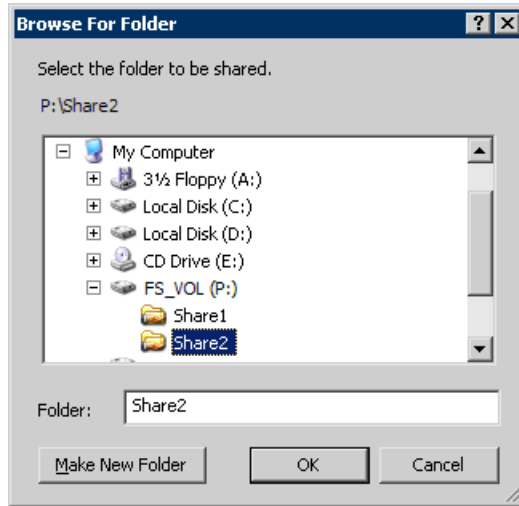 Browse For Folder
Select the folder to be shared.
P:\Share2
My Computer
3½ Floppy (A:)
Local Disk (C:)
Local Disk (D:)
CD Drive (E:)
FS_VOL (P:)
Share1
Share2
Folder: Share2
Make New Folder OK Cancel